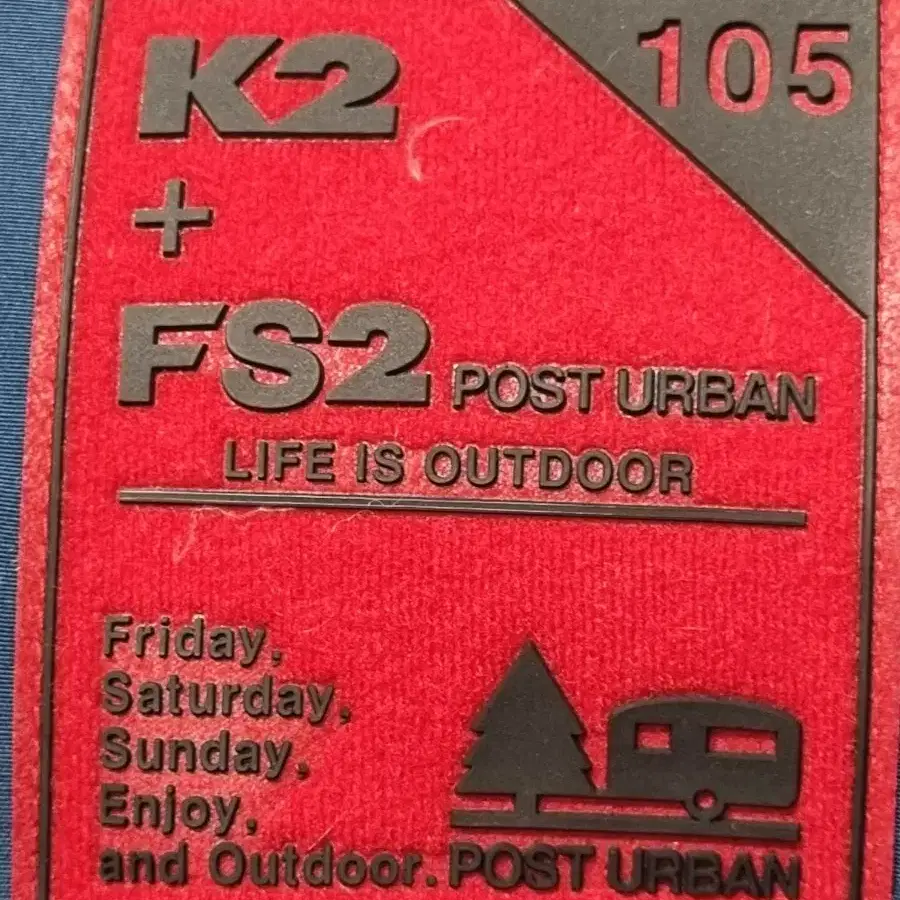 K2
105
+
FS2 POST URBAN
LIFE IS OUTDOOR
Friday,
Saturday,
Sunday,
Enjoy,
and Outdoor.
POST URBAN